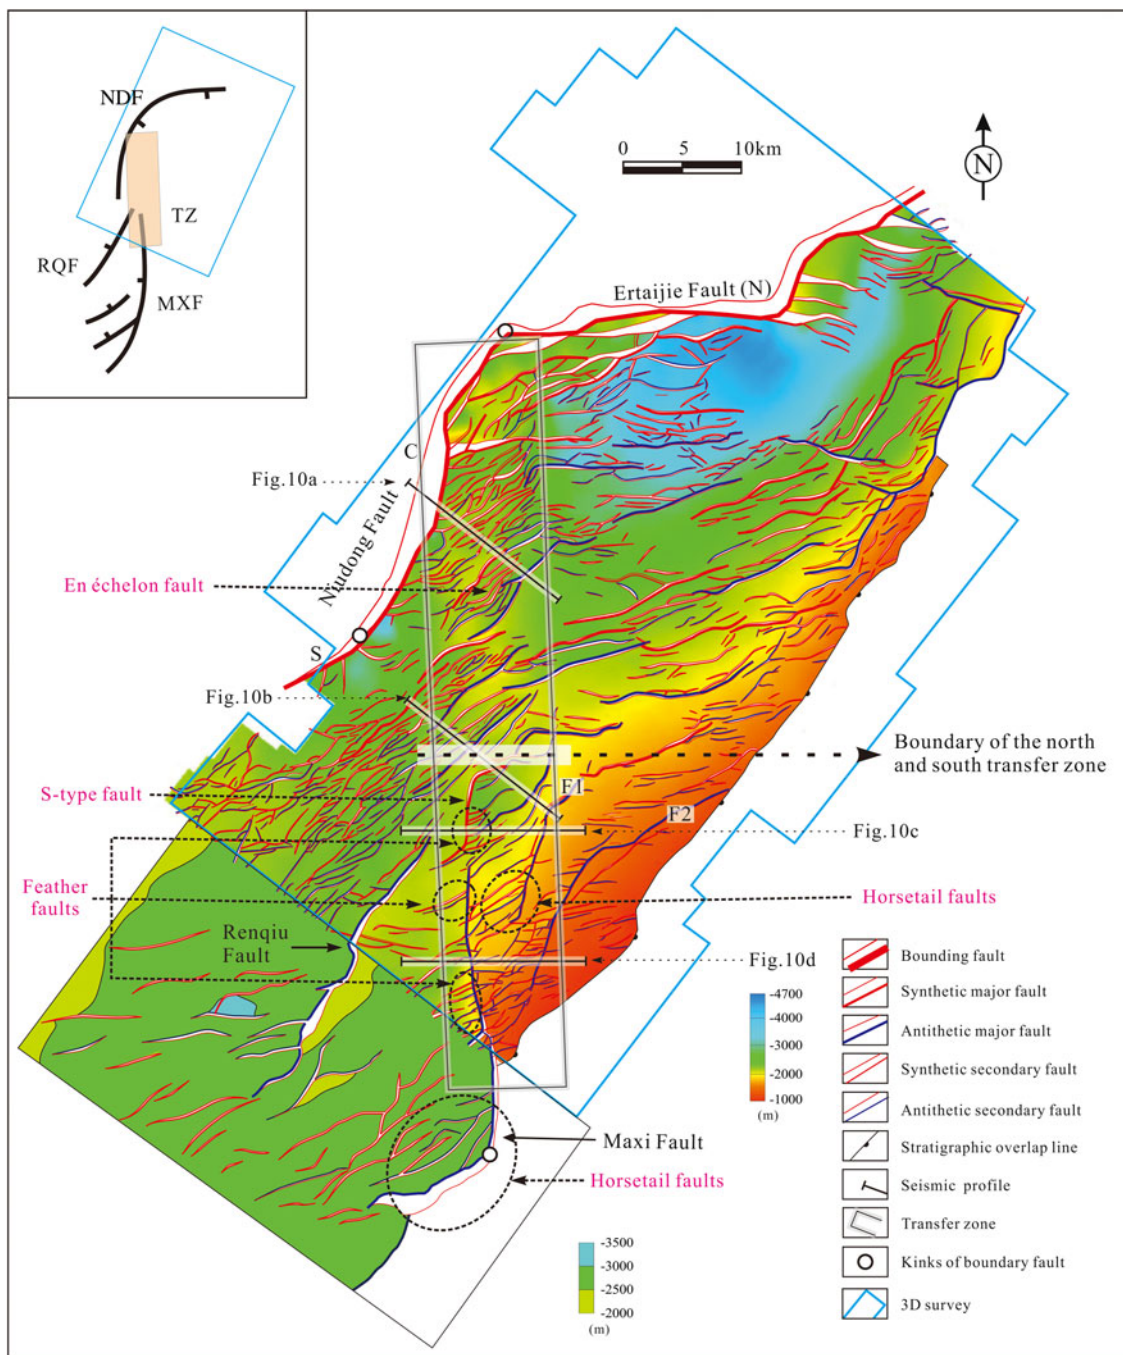 NDF
TZ
RQF
MXF
0 5 10km
N
Ertaijie Fault (N)
C
Fig.10a
Niudong Fault
En échelon fault
S
Fig.10b
Boundary of the north
and south transfer zone
S-type fault
F1
F2
Fig.10c
Feather
faults
Horsetail faults
Renqiu
Fault
Fig.10d
Maxi Fault
Horsetail faults
-4700
-4000
-3000
-2000
-1000
(m)
-3500
-3000
-2500
-2000
(m)
Bounding fault
Synthetic major fault
Antithetic major fault
Synthetic secondary fault
Antithetic secondary fault
Stratigraphic overlap line
Seismic profile
Transfer zone
Kinks of boundary fault
3D survey